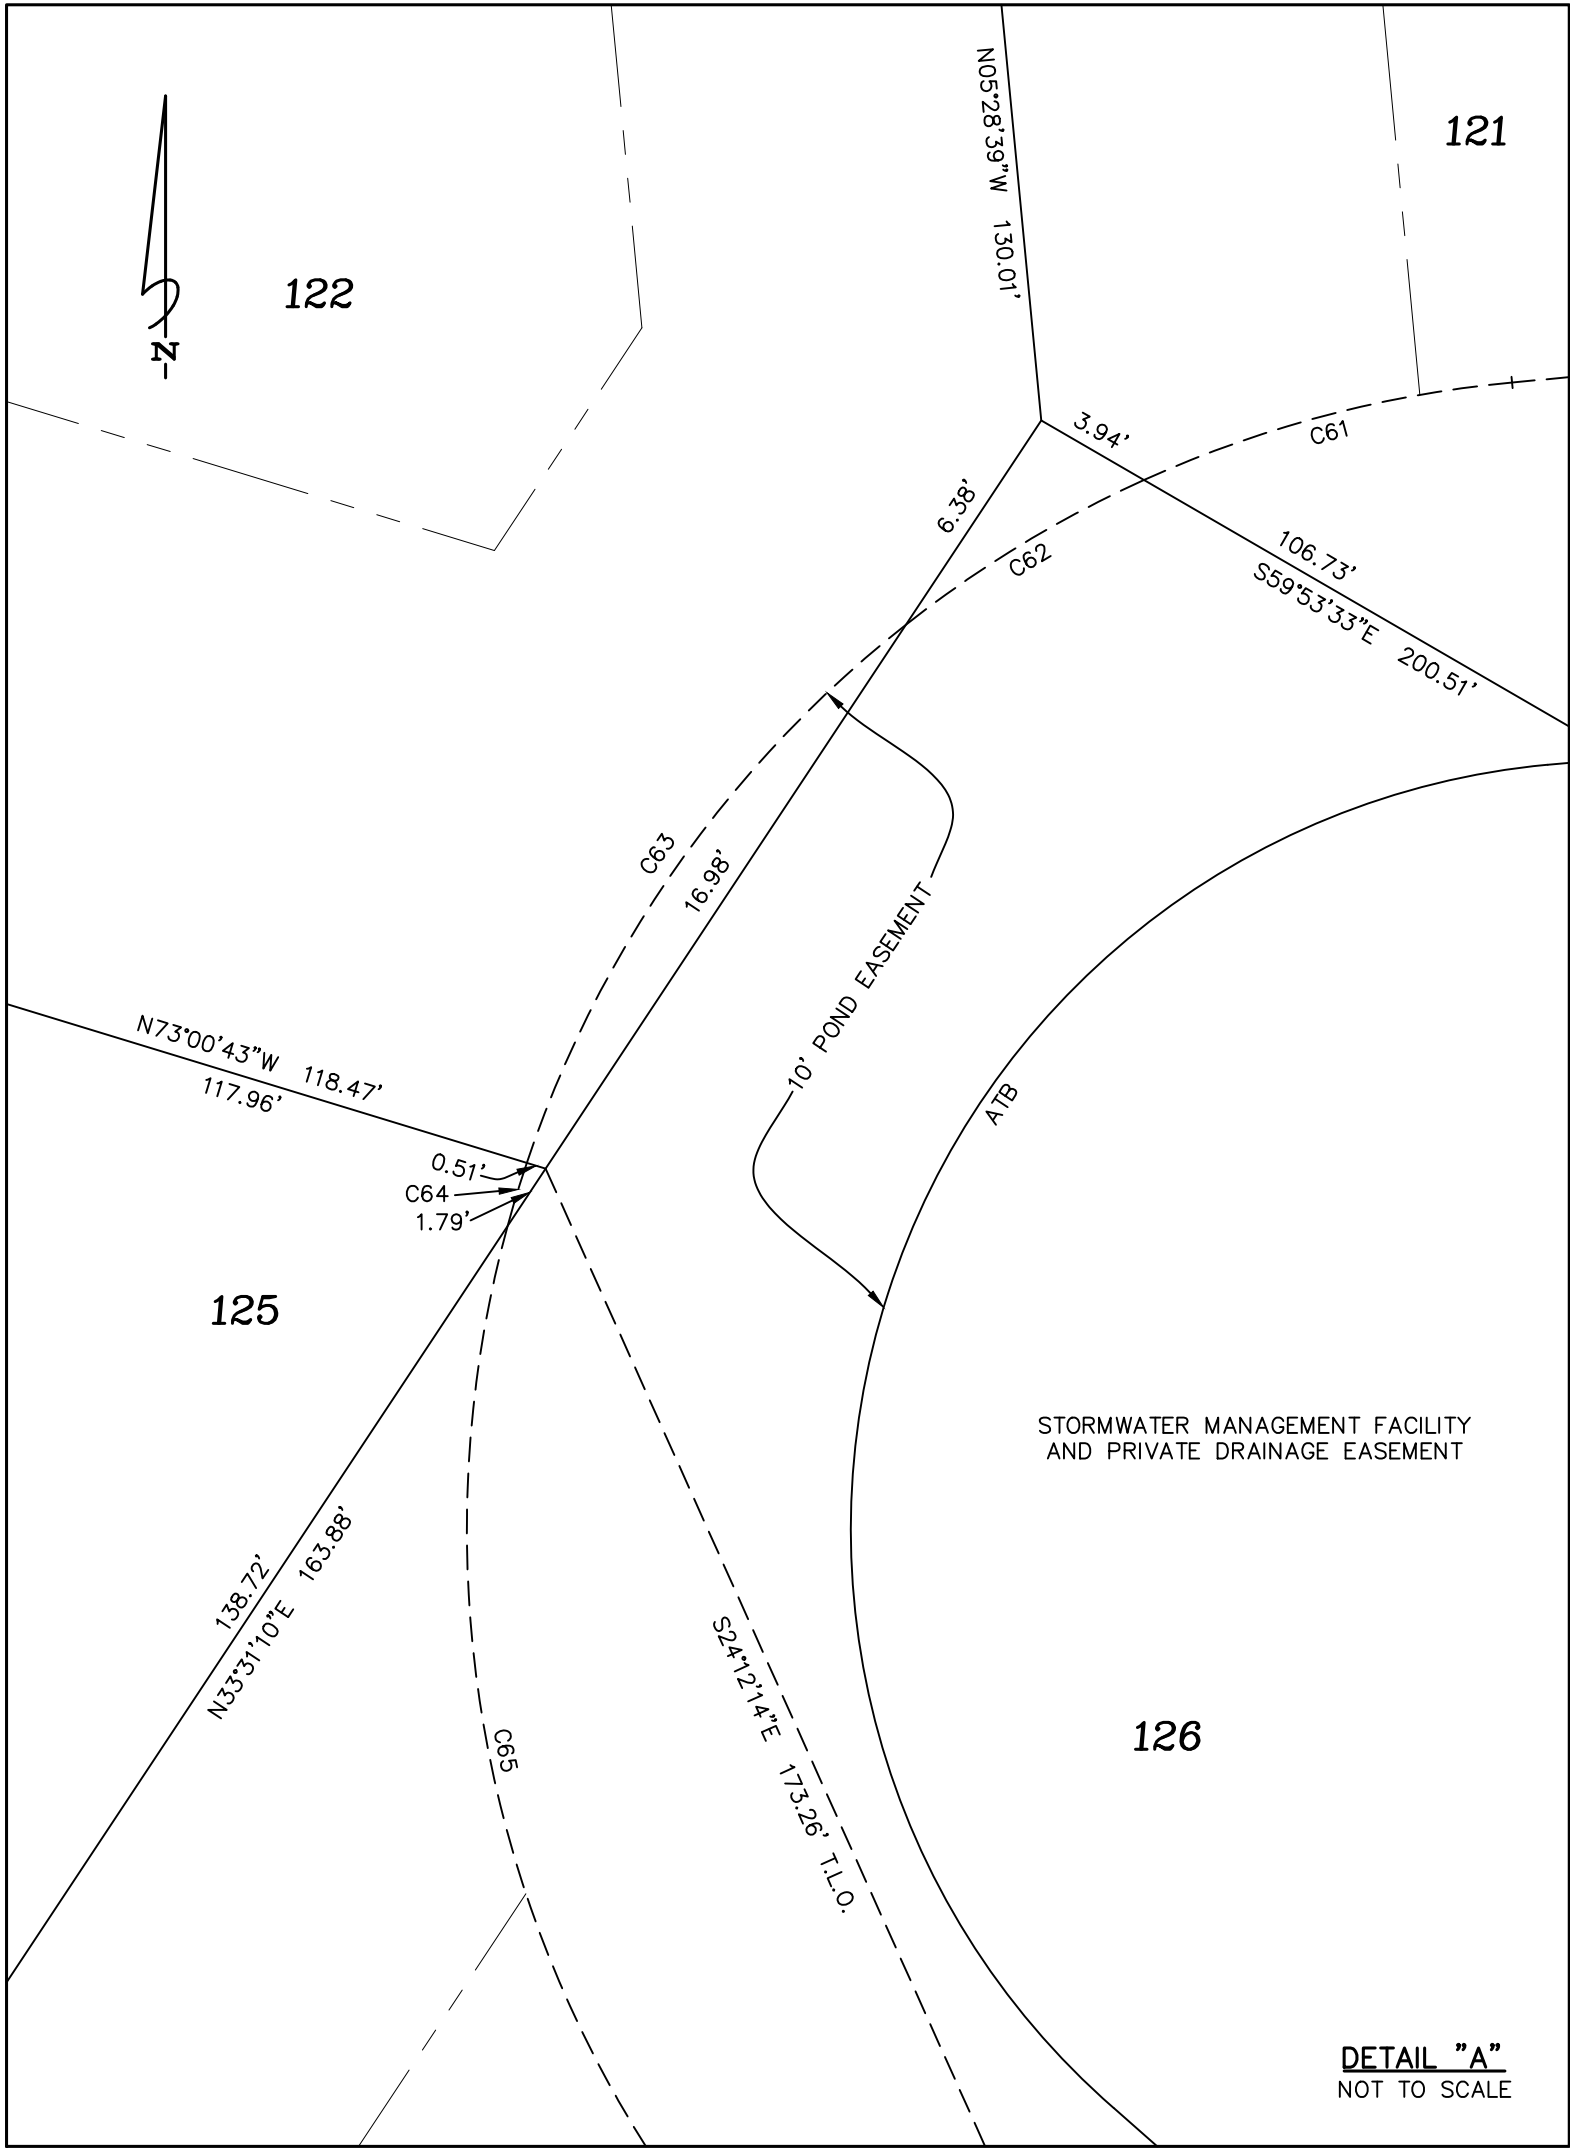 121
N05°28'39"W 130.01'
122
N
3.94'
C61
6.38'
C62
106.73'
S59°53'33"E 200.51'
C63
16.98'
10' POND EASEMENT
N73°00'43"W 118.47'
117.96'
ATB
0.51'
C64
1.79'
125
STORMWATER MANAGEMENT FACILITY
AND PRIVATE DRAINAGE EASEMENT
138.72'
N33°31'10"E 163.88'
S24°12'14"E 173.26' T.L.O.
C65
126
DETAIL "A"
NOT TO SCALE